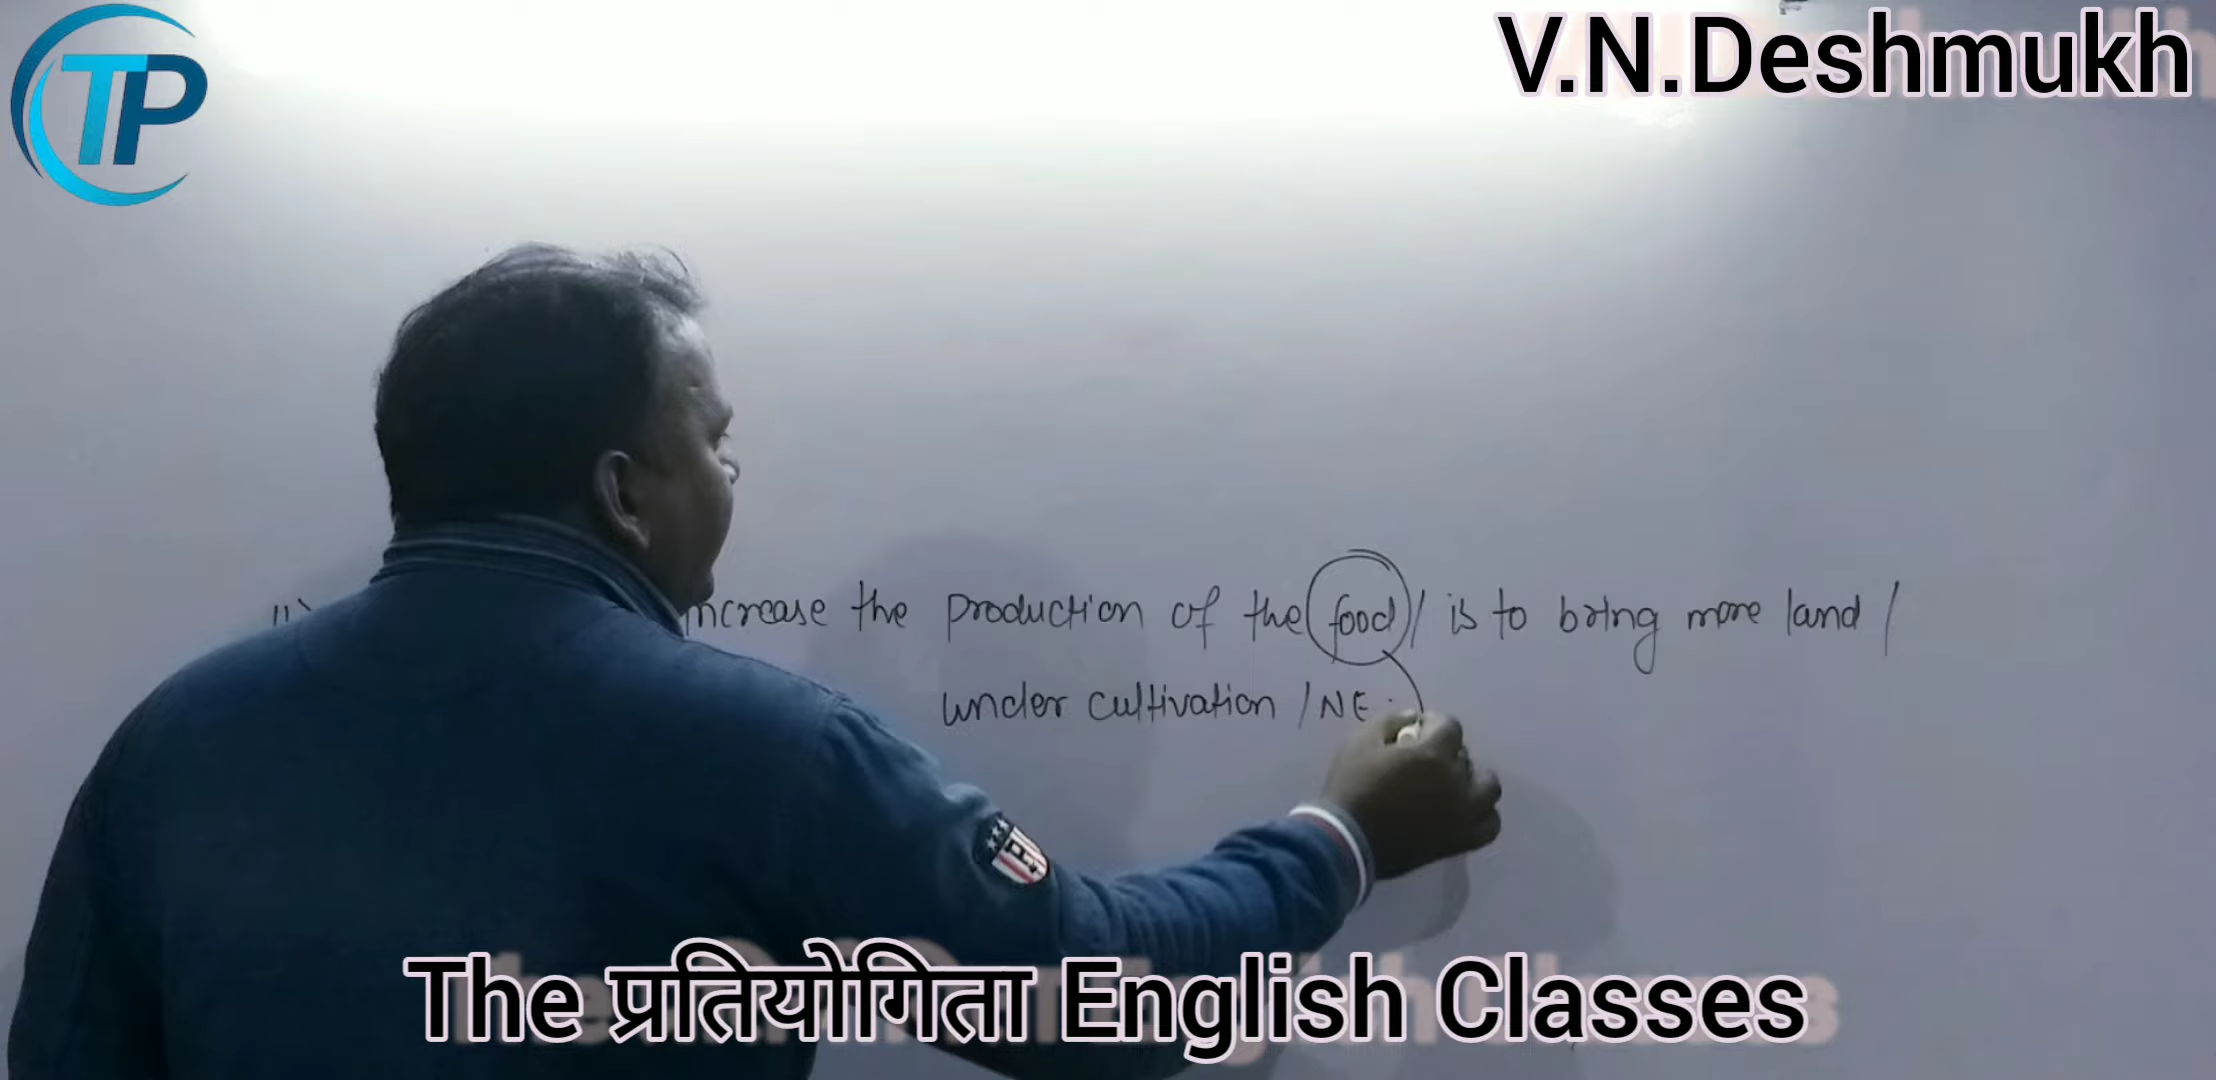 TP
V.N.Deshmukh
ncrease the production of the food / is to bring more land /
under cultivation / NE
The प्रतियोगिता English Classes